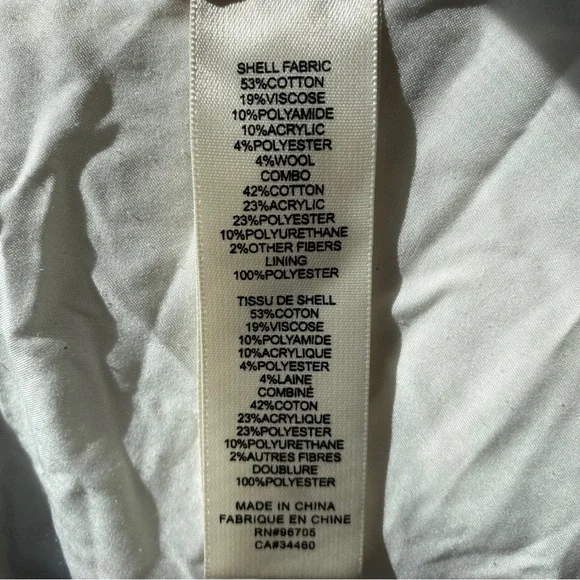 SHELL FABRIC
53%COTTON
19%VISCOSE
10%POLYAMIDE
10%ACRYLIC
4%POLYESTER
4%WOOL
COMBO
42%COTTON
23%ACRYLIC
23%POLYESTER
10%POLYURETHANE
2%OTHER FIBERS
LINING
100%POLYESTER
TISSU DE SHELL
53%COTON
19%VISCOSE
10%POLYAMIDE
10%ACRYLIQUE
4%POLYESTER
4%LAINE
COMBINÉ
42%COTON
23%ACRYLIQUE
23%POLYESTER
10%POLYURETHANE
2%AUTRES FIBRES
DOUBLURE
100%POLYESTER
MADE IN CHINA
FABRIQUE EN CHINE
RN#96705
CA#34460